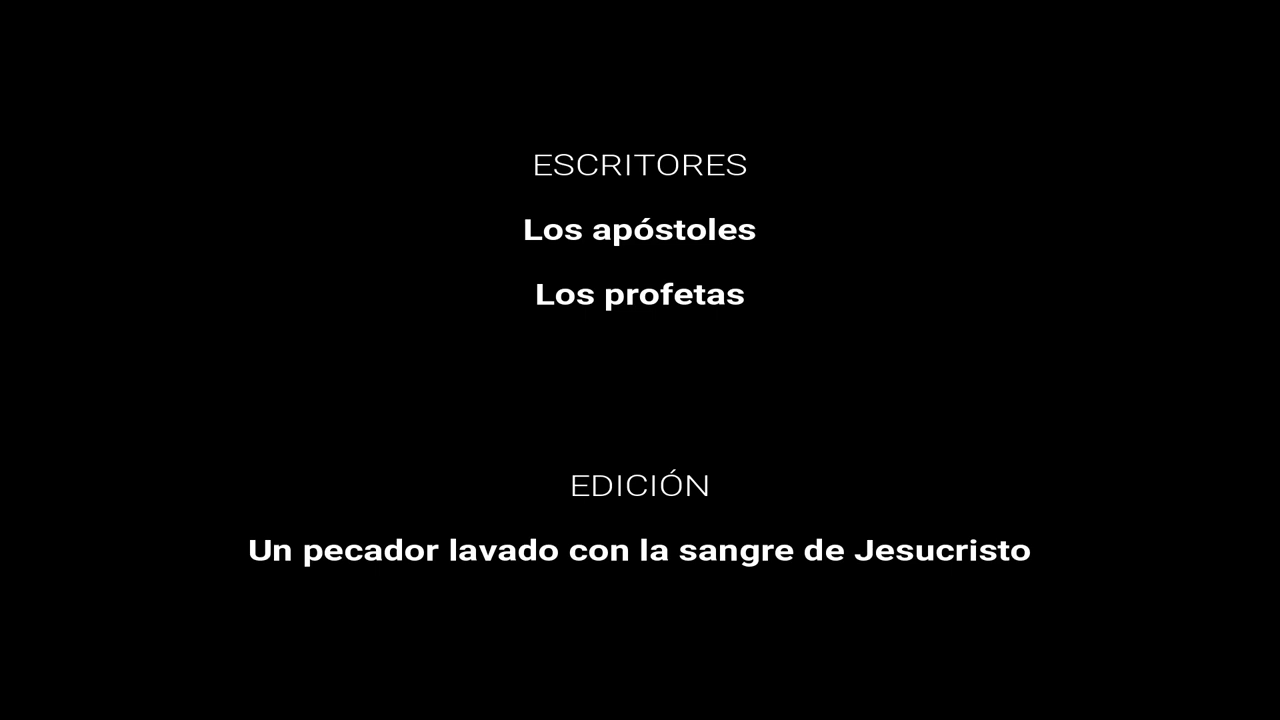 ESCRITORES
Los apóstoles
Los profetas
EDICIÓN
Un pecador lavado con la sangre de Jesucristo